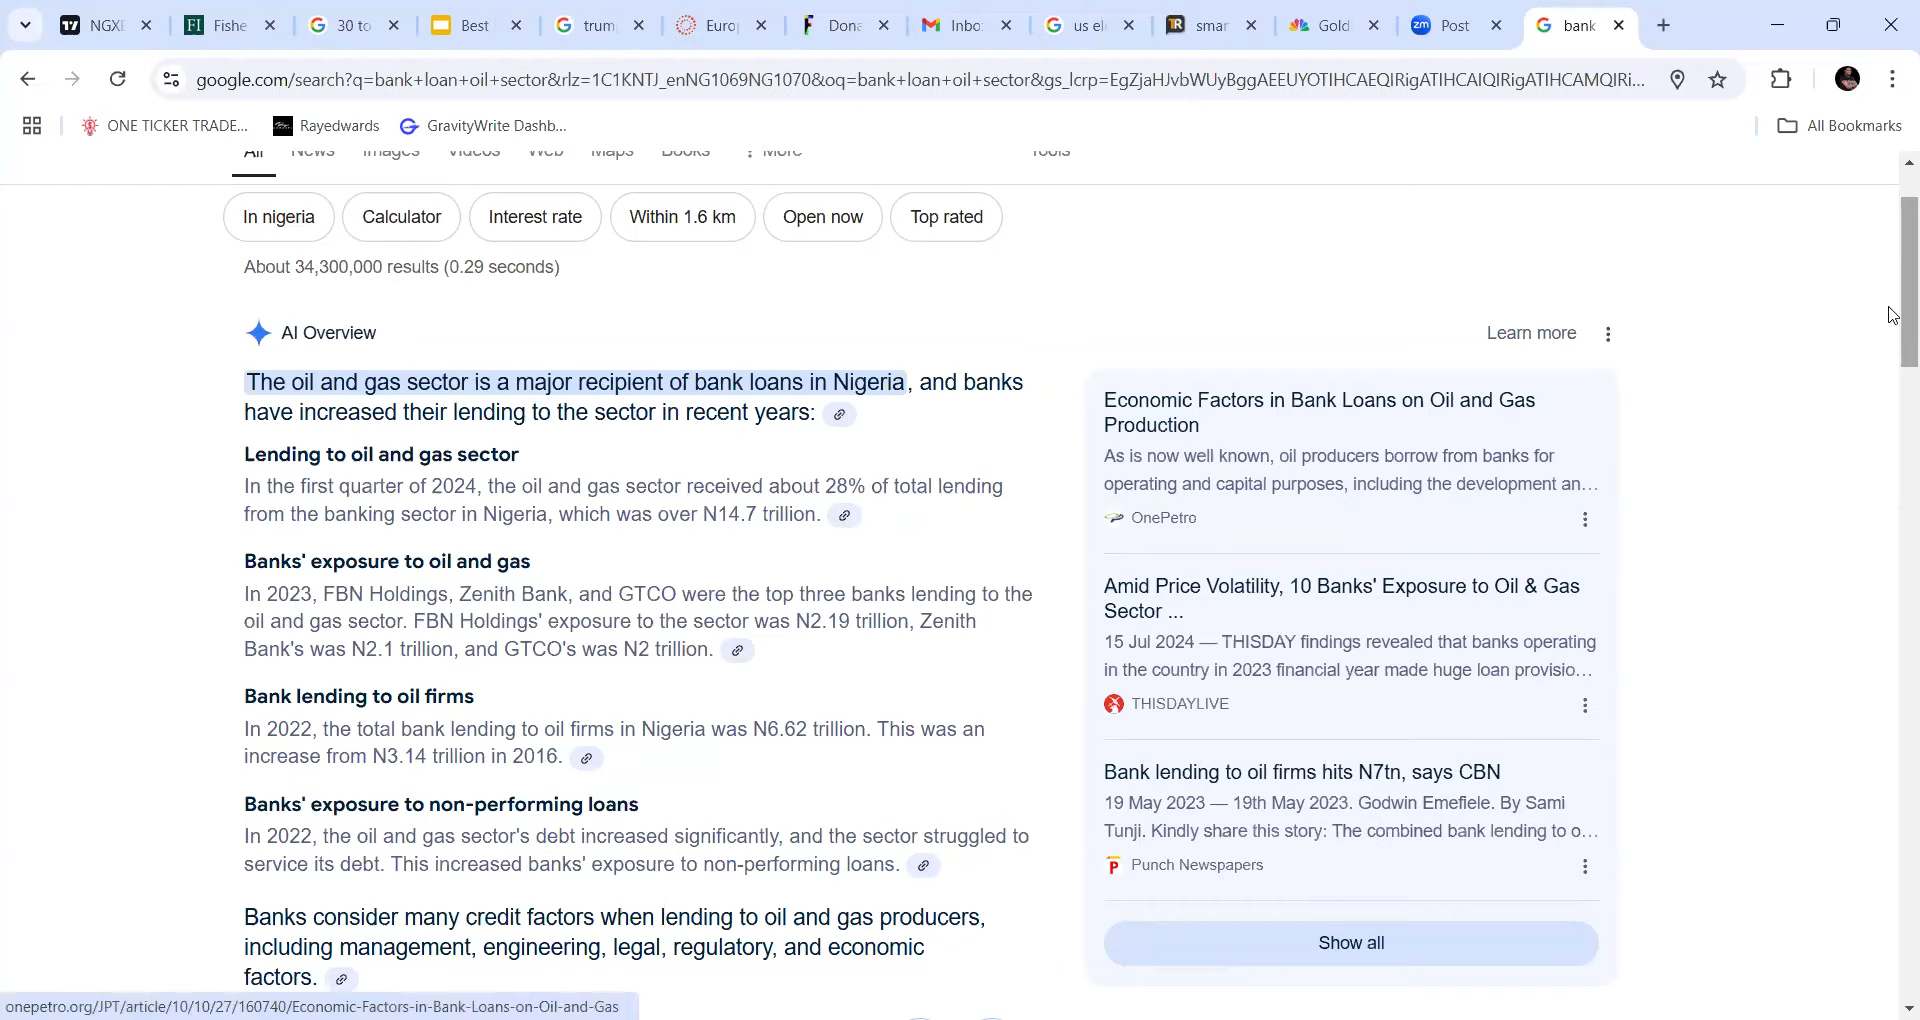 NGXI
Fishe
30 to
Best
trum
Euro
Dona
Inbo
us el
smar
Gold
zm
Post
bank
google.com/search?q=bank+loan+oil+sector&rlz=1C1KNTJ_enNG1069NG1070&oq=bank+loan+oil+sector&gs_lcrp=EgZjaHJvbWUyBggAEEUYOTIHCAEQIRigATIHCAIQIRigATIHCAMQIRi...
ONE TICKER TRADE...
Rayedwards
GravityWrite Dashb...
All Bookmarks
All News Images Videos Web Maps Books More Tools
In nigeria
Calculator
Interest rate
Within 1.6 km
Open now
Top rated
About 34,300,000 results (0.29 seconds)
AI Overview
Learn more
The oil and gas sector is a major recipient of bank loans in Nigeria, and banks
have increased their lending to the sector in recent years:
Lending to oil and gas sector
In the first quarter of 2024, the oil and gas sector received about 28% of total lending
from the banking sector in Nigeria, which was over N14.7 trillion.
Banks' exposure to oil and gas
In 2023, FBN Holdings, Zenith Bank, and GTCO were the top three banks lending to the
oil and gas sector. FBN Holdings' exposure to the sector was N2.19 trillion, Zenith
Bank's was N2.1 trillion, and GTCO's was N2 trillion.
Bank lending to oil firms
In 2022, the total bank lending to oil firms in Nigeria was N6.62 trillion. This was an
increase from N3.14 trillion in 2016.
Banks' exposure to non-performing loans
In 2022, the oil and gas sector's debt increased significantly, and the sector struggled to
service its debt. This increased banks' exposure to non-performing loans.
Banks consider many credit factors when lending to oil and gas producers,
including management, engineering, legal, regulatory, and economic
factors.
Economic Factors in Bank Loans on Oil and Gas
Production
As is now well known, oil producers borrow from banks for
operating and capital purposes, including the development an...
OnePetro
Amid Price Volatility, 10 Banks' Exposure to Oil & Gas
Sector ...
15 Jul 2024 — THISDAY findings revealed that banks operating
in the country in 2023 financial year made huge loan provisio...
THISDAYLIVE
Bank lending to oil firms hits N7tn, says CBN
19 May 2023 — 19th May 2023. Godwin Emefiele. By Sami
Tunji. Kindly share this story: The combined bank lending to o...
Punch Newspapers
Show all
onepetro.org/JPT/article/10/10/27/160740/Economic-Factors-in-Bank-Loans-on-Oil-and-Gas